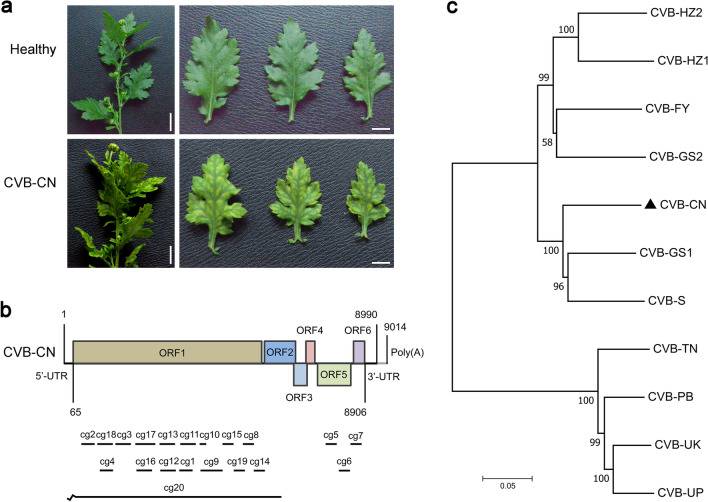 a
Healthy
CVB-CN
b
1
8990
9014
ORF4
ORF6
CVB-CN
ORF1
ORF2
ORF5
Poly(A)
5'-UTR
ORF3
3'-UTR
65
8906
cg2 cg18 cg3 cg17 cg13 cg11 cg10 cg15 cg8 cg5 cg7
cg4 cg16 cg12 cg1 cg9 cg19 cg14 cg6
cg20
c
CVB-HZ2
100
CVB-HZ1
99
CVB-FY
58
CVB-GS2
CVB-CN
100
CVB-GS1
96
CVB-S
CVB-TN
100
CVB-PB
99
CVB-UK
100
CVB-UP
0.05